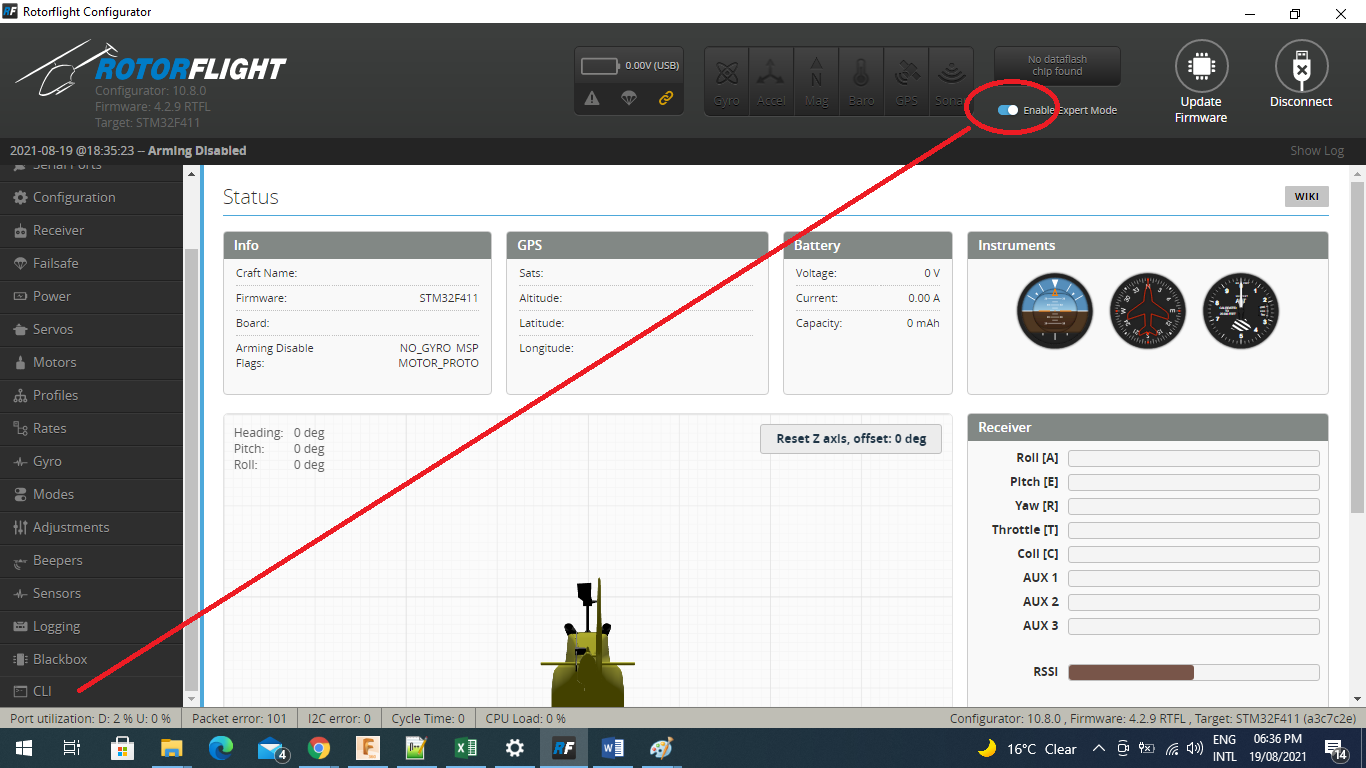 Rotorflight Configurator
ROTORFLIGHT
Configurator: 10.8.0
Firmware: 4.2.9 RTFL
Target: STM32F411
0.00V (USB)
Gyro Accel Mag Baro GPS Sonar
No dataflash
chip found
Enable Expert Mode
Update
Firmware
Disconnect
2021-08-19 @18:35:23 -- Arming Disabled
Show Log
Serial Ports
Configuration
Receiver
Failsafe
Power
Servos
Motors
Profiles
Rates
Gyro
Modes
Adjustments
Beepers
Sensors
Logging
Blackbox
CLI
Status
WIKI
Info
Craft Name:
Firmware: STM32F411
Board:
Arming Disable NO_GYRO MSP
Flags: MOTOR_PROTO
GPS
Sats:
Altitude:
Latitude:
Longitude:
Battery
Voltage: 0 V
Current: 0.00 A
Capacity: 0 mAh
Instruments
Heading: 0 deg
Pitch: 0 deg
Roll: 0 deg
Reset Z axis, offset: 0 deg
Receiver
Roll [A]
Pitch [E]
Yaw [R]
Throttle [T]
Coll [C]
AUX 1
AUX 2
AUX 3
RSSI
Port utilization: D: 2 % U: 0 % Packet error: 101 I2C error: 0 Cycle Time: 0 CPU Load: 0 %
Configurator: 10.8.0 , Firmware: 4.2.9 RTFL , Target: STM32F411 (a3c7c2e)
4
RF
16°C Clear
ENG
INTL
06:36 PM
19/08/2021
14